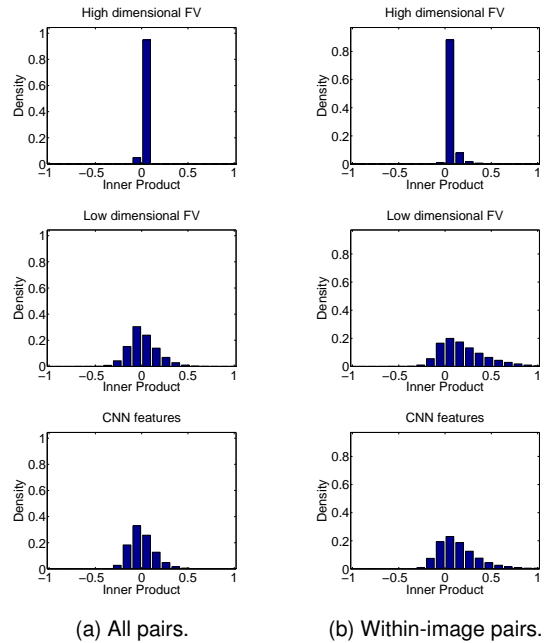 High dimensional FV
1
0.8
0.6
0.4
0.2
0
−1 −0.5 0 0.5 1
Inner Product
Density
High dimensional FV
0.8
0.6
0.4
0.2
0
−1 −0.5 0 0.5 1
Inner Product
Density
Low dimensional FV
1
0.8
0.6
0.4
0.2
0
−1 −0.5 0 0.5 1
Inner Product
Density
Low dimensional FV
0.8
0.6
0.4
0.2
0
−1 −0.5 0 0.5 1
Inner Product
Density
CNN features
1
0.8
0.6
0.4
0.2
0
−1 −0.5 0 0.5 1
Inner Product
Density
CNN features
0.8
0.6
0.4
0.2
0
−1 −0.5 0 0.5 1
Inner Product
Density
(a) All pairs.
(b) Within-image pairs.